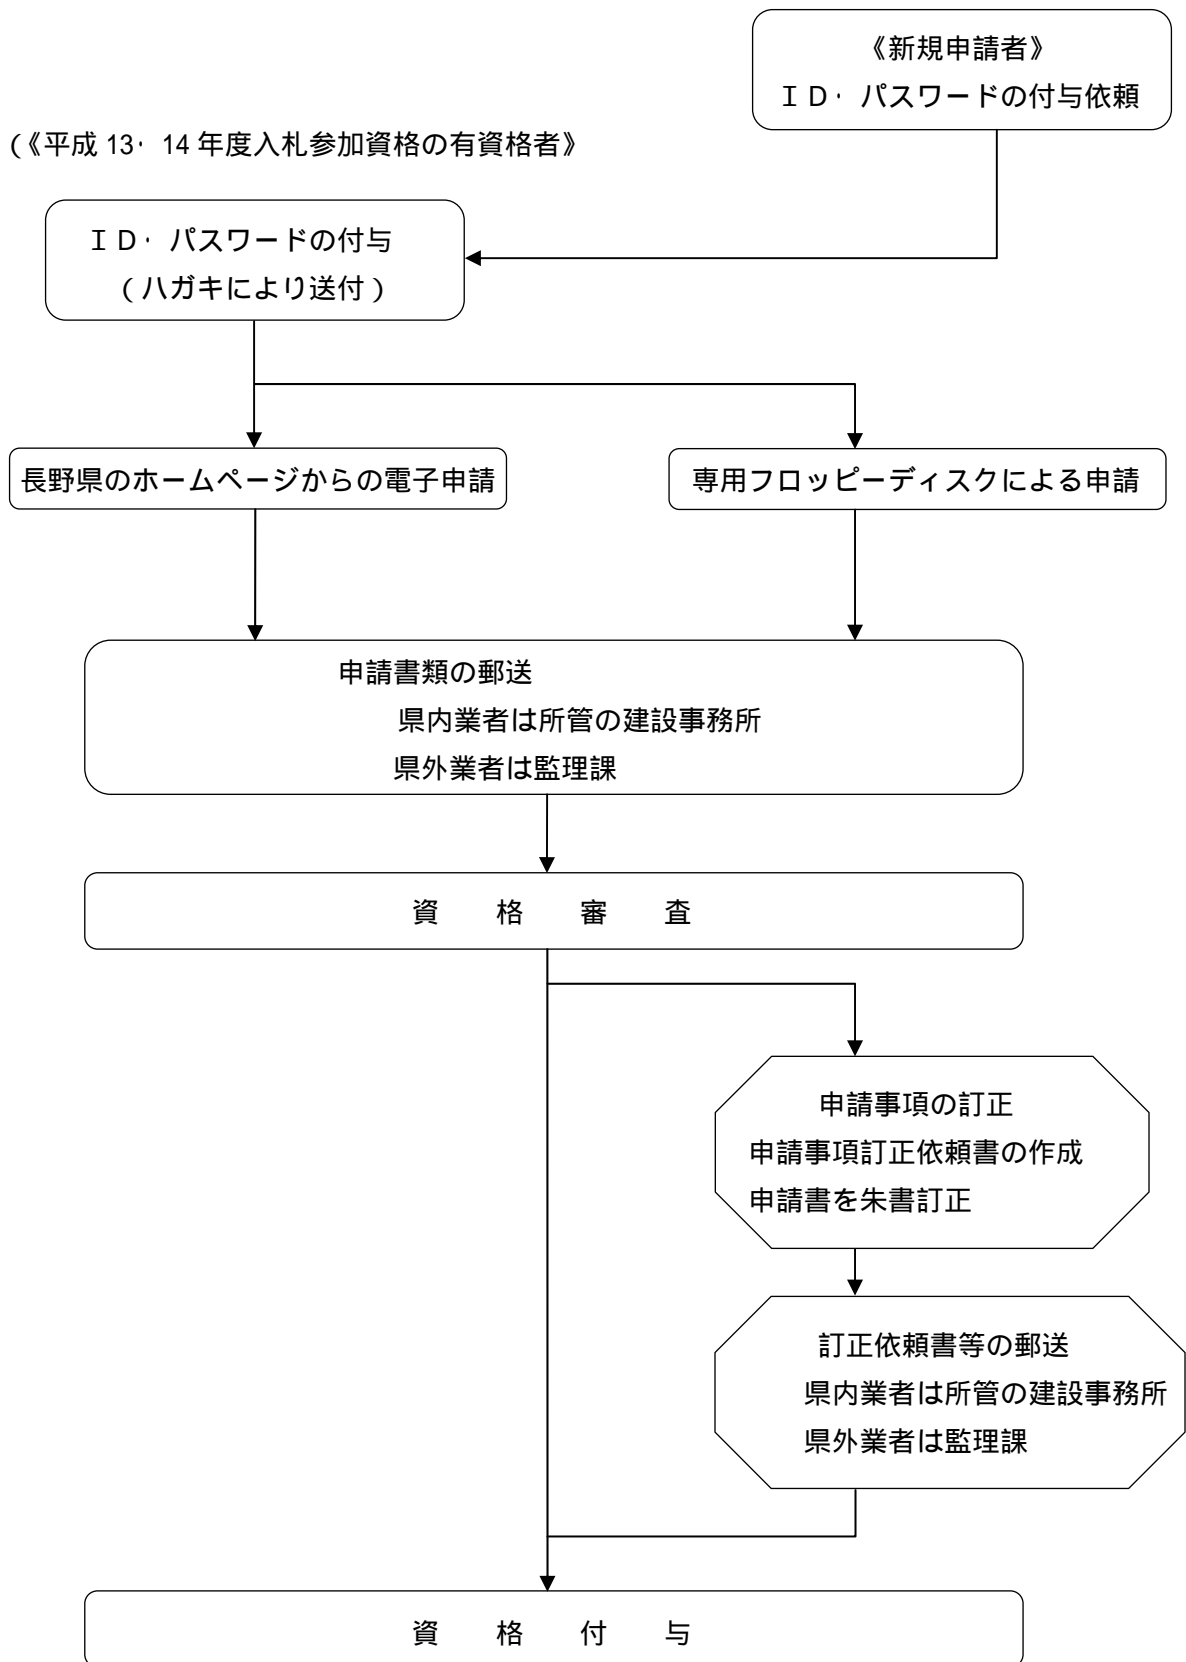 《新規申請者》
ＩＤ・パスワードの付与依頼
(《平成 13・14 年度入札参加資格の有資格者》
ＩＤ・パスワードの付与
(ハガキにより送付)
長野県のホームページからの電子申請
専用フロッピーディスクによる申請
申請書類の郵送
県内業者は所管の建設事務所
県外業者は監理課
資　格　審　査
申請事項の訂正
申請事項訂正依頼書の作成
申請書を朱書訂正
訂正依頼書等の郵送
県内業者は所管の建設事務所
県外業者は監理課
資　格　付　与